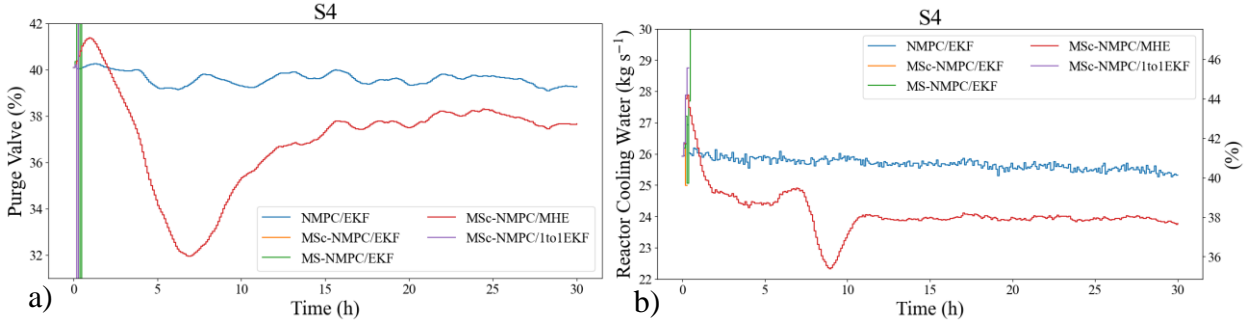 S4
42
40
38
36
34
32
Purge Valve (%)
NMPC/EKF
MSc-NMPC/EKF
MS-NMPC/EKF
MSc-NMPC/MHE
MSc-NMPC/1to1EKF
0 5 10 15 20 25 30
Time (h)
a)
S4
30
29
28
27
26
25
24
23
22
Reactor Cooling Water (kg s⁻¹)
NMPC/EKF
MSc-NMPC/EKF
MS-NMPC/EKF
MSc-NMPC/MHE
MSc-NMPC/1to1EKF
46
44
42
40
38
36
(%)
0 5 10 15 20 25 30
Time (h)
b)